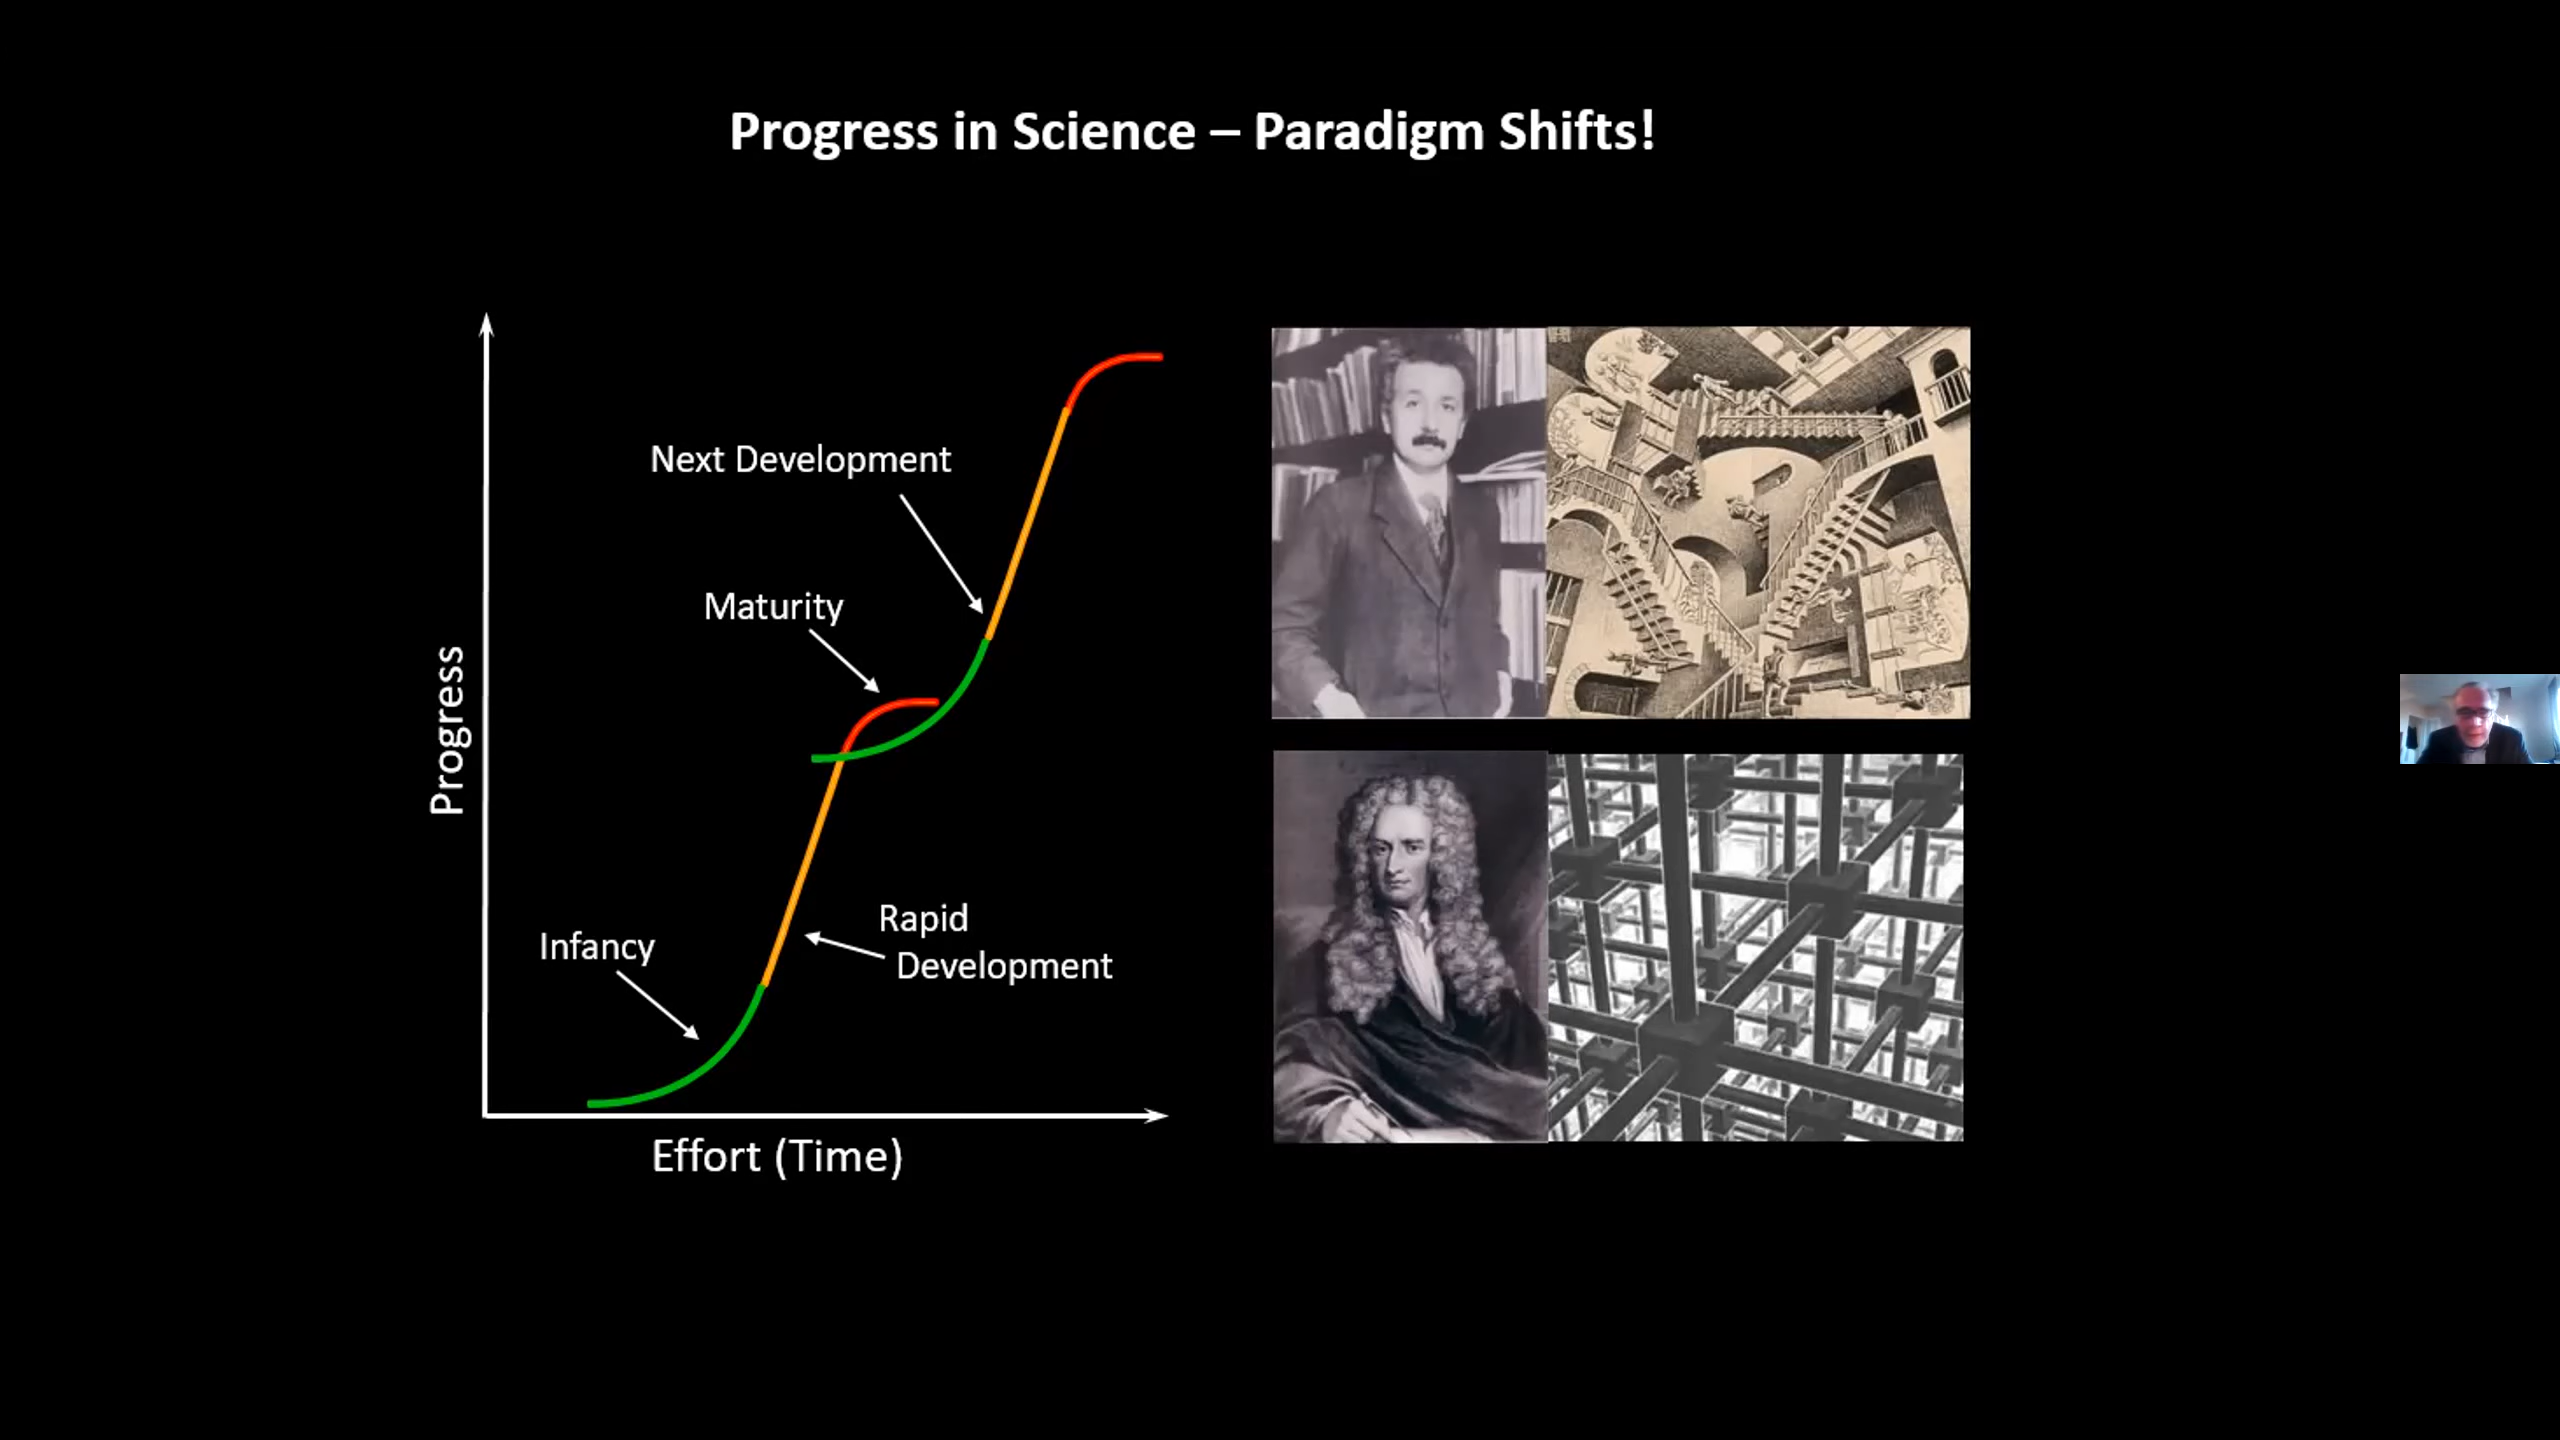 Progress in Science – Paradigm Shifts!
Next Development
Maturity
Progress
Rapid
Development
Infancy
Effort (Time)